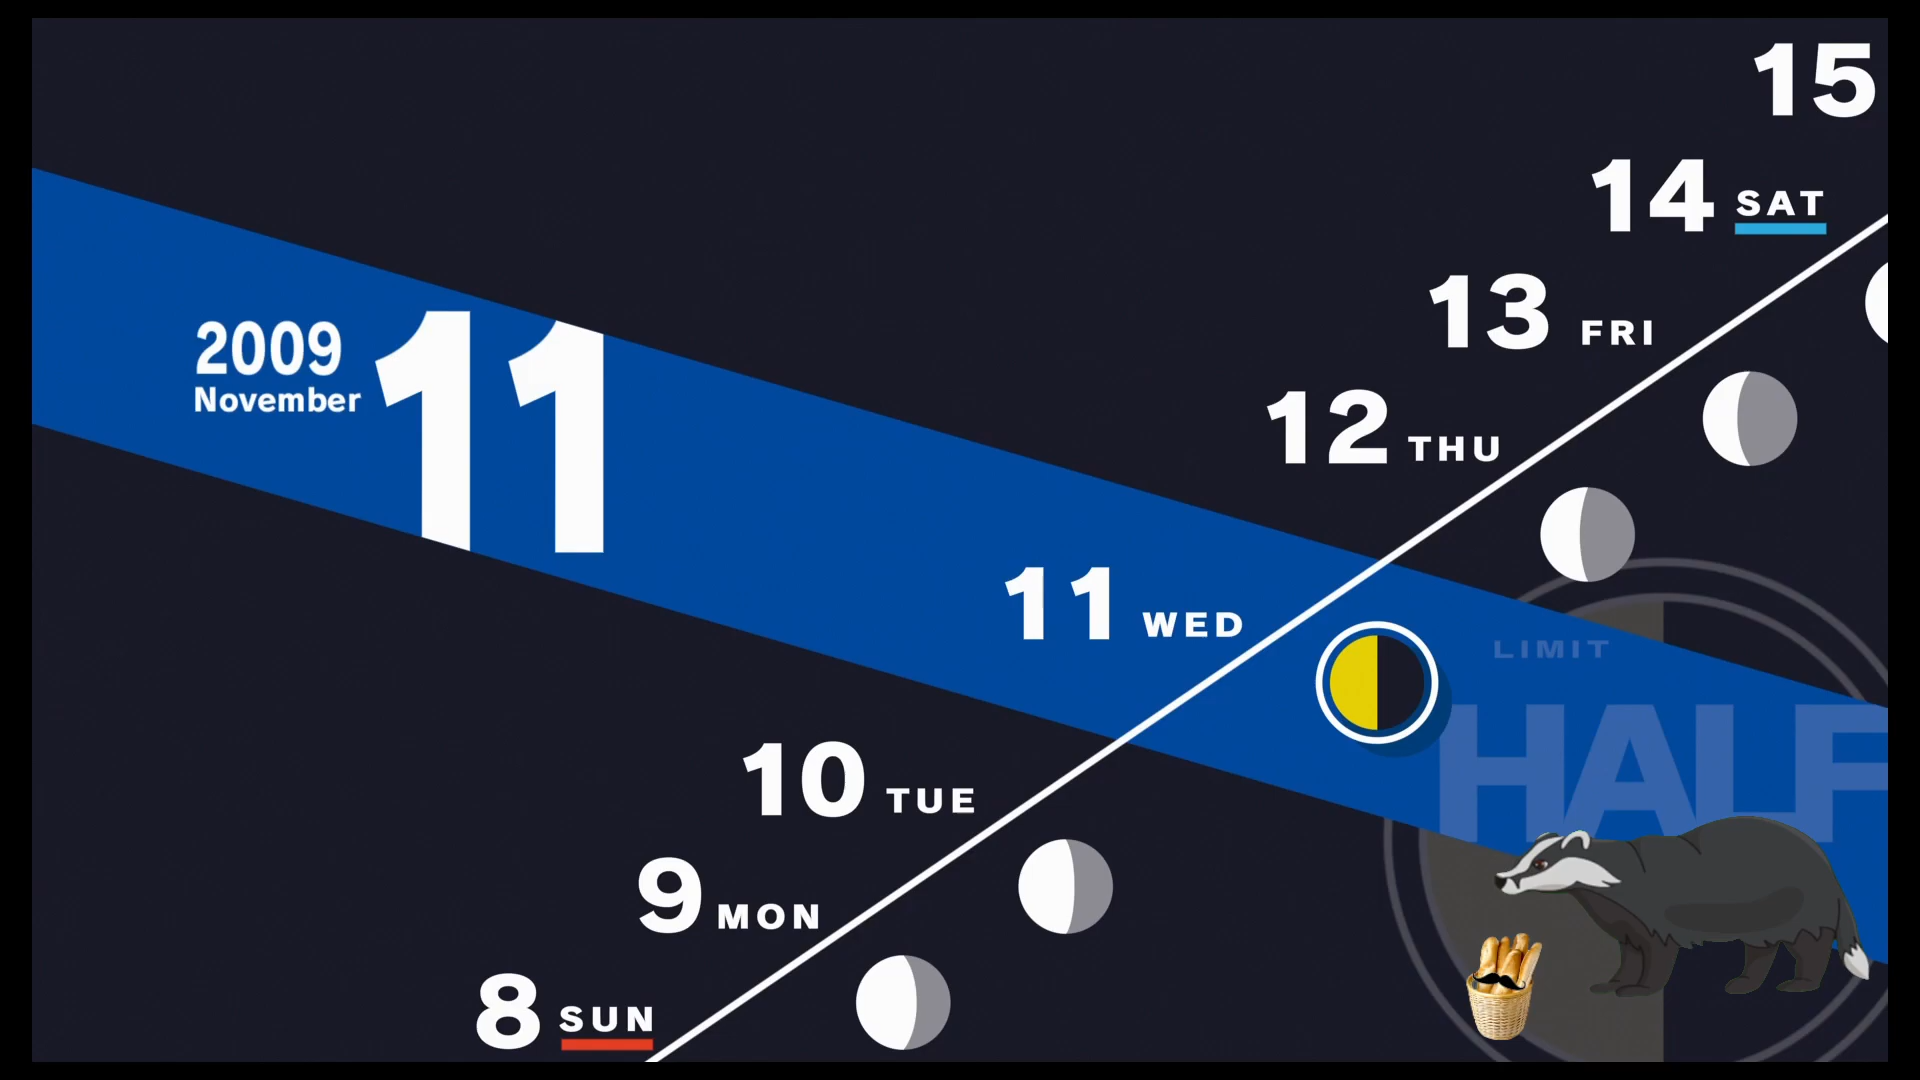 15
14 SAT
13 FRI
12 THU
2009
November
11
11 WED
LIMIT
HALF
10 TUE
9 MON
8 SUN